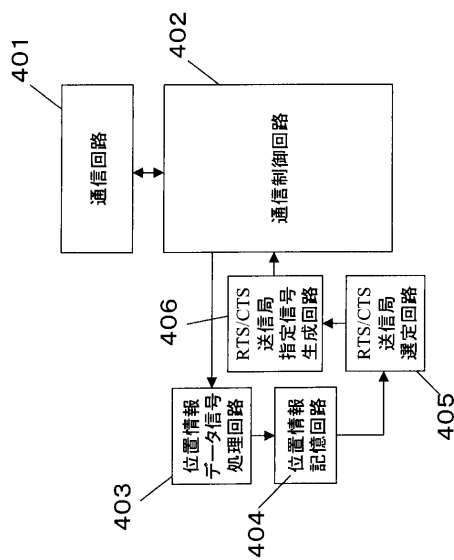 401
通信回路
402
通信制御回路
406
RTS/CTS
送信局
指定信号
生成回路
RTS/CTS
送信局
選定回路
405
位置情報
データ信号
処理回路
403
位置情報
記憶回路
404